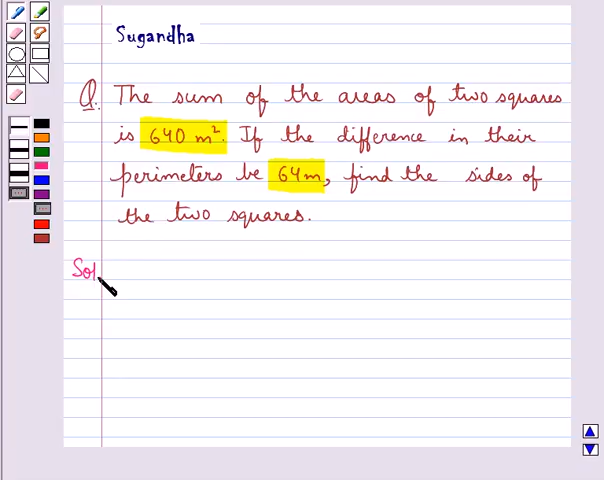 Sugandha
Q. The sum of the areas of two squares
is 640 m². If the difference in their
perimeters be 64m, find the sides of
the two squares.
Sol